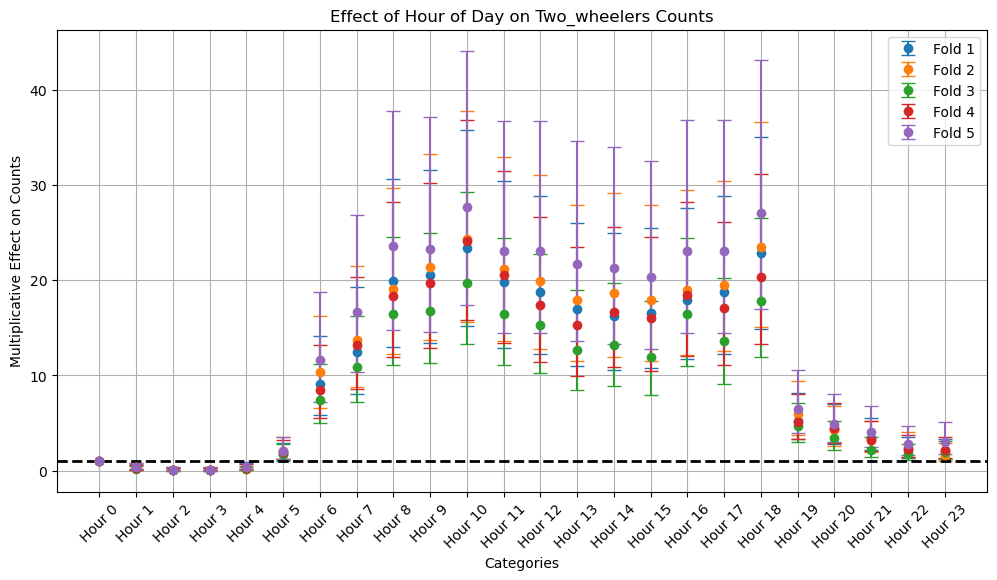 Effect of Hour of Day on Two_wheelers Counts
Multiplicative Effect on Counts
40
30
20
10
0
Fold 1
Fold 2
Fold 3
Fold 4
Fold 5
Hour 0
Hour 1
Hour 2
Hour 3
Hour 4
Hour 5
Hour 6
Hour 7
Hour 8
Hour 9
Hour 10
Hour 11
Hour 12
Hour 13
Hour 14
Hour 15
Hour 16
Hour 17
Hour 18
Hour 19
Hour 20
Hour 21
Hour 22
Hour 23
Categories